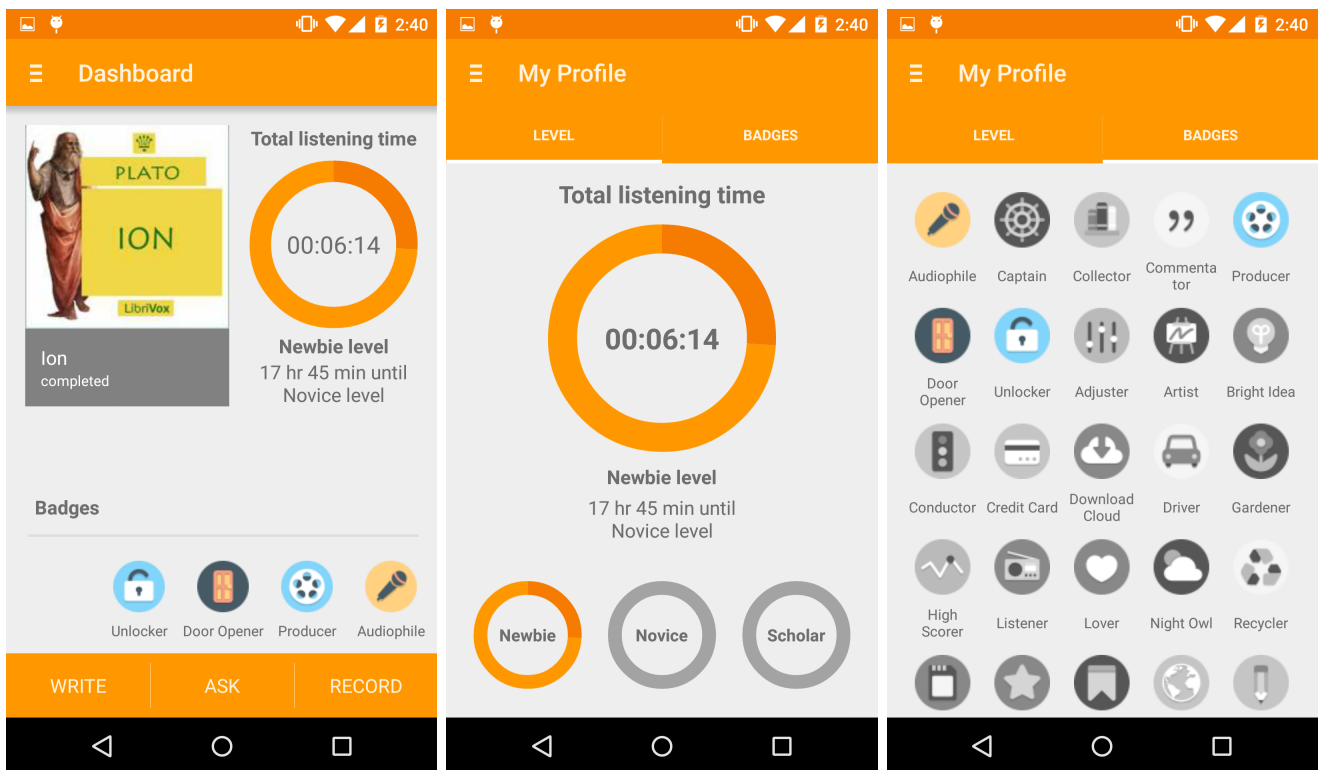 2:40
Dashboard
PLATO
ION
LibriVox
Ion
completed
Total listening time
00:06:14
Newbie level
17 hr 45 min until
Novice level
Badges
Unlocker
Door Opener
Producer
Audiophile
WRITE
ASK
RECORD
2:40
My Profile
LEVEL
BADGES
Total listening time
00:06:14
Newbie level
17 hr 45 min until
Novice level
Newbie
Novice
Scholar
2:40
My Profile
LEVEL
BADGES
Audiophile
Captain
Collector
Commenta
tor
Producer
Door
Opener
Unlocker
Adjuster
Artist
Bright Idea
Conductor
Credit Card
Download
Cloud
Driver
Gardener
High
Scorer
Listener
Lover
Night Owl
Recycler